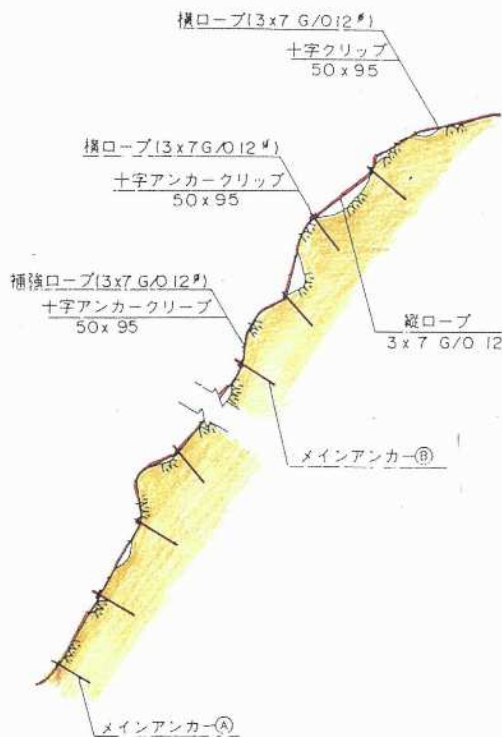 横ロープ(3x7 G/O12φ)
十字クリップ
50x95
横ロープ(3x7 G/O 12φ)
十字アンカークリップ
50x95
補強ロープ(3x7 G/O 12φ)
十字アンカークリーブ
50x95
縦ロープ
3x7 G/O 12
メインアンカーⒷ
メインアンカーⒶ